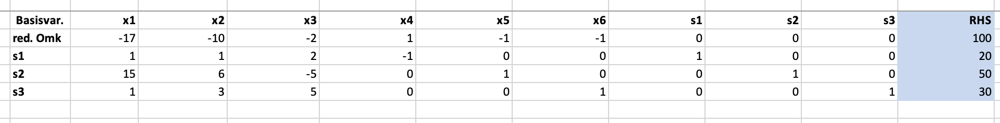 Basisvar. x1 x2 x3 x4 x5 x6 s1 s2 s3 RHS
red. Omk -17 -10 -2 1 -1 -1 0 0 0 100
s1 1 1 2 -1 0 0 1 0 0 20
s2 15 6 -5 0 1 0 0 1 0 50
s3 1 3 5 0 0 1 0 0 1 30